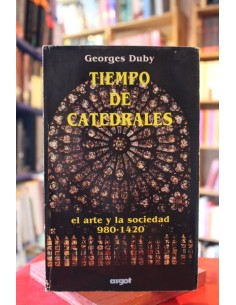 Georges Duby
TIEMPO
DE
CATEDRALES
el arte y la sociedad
980-1420
argot